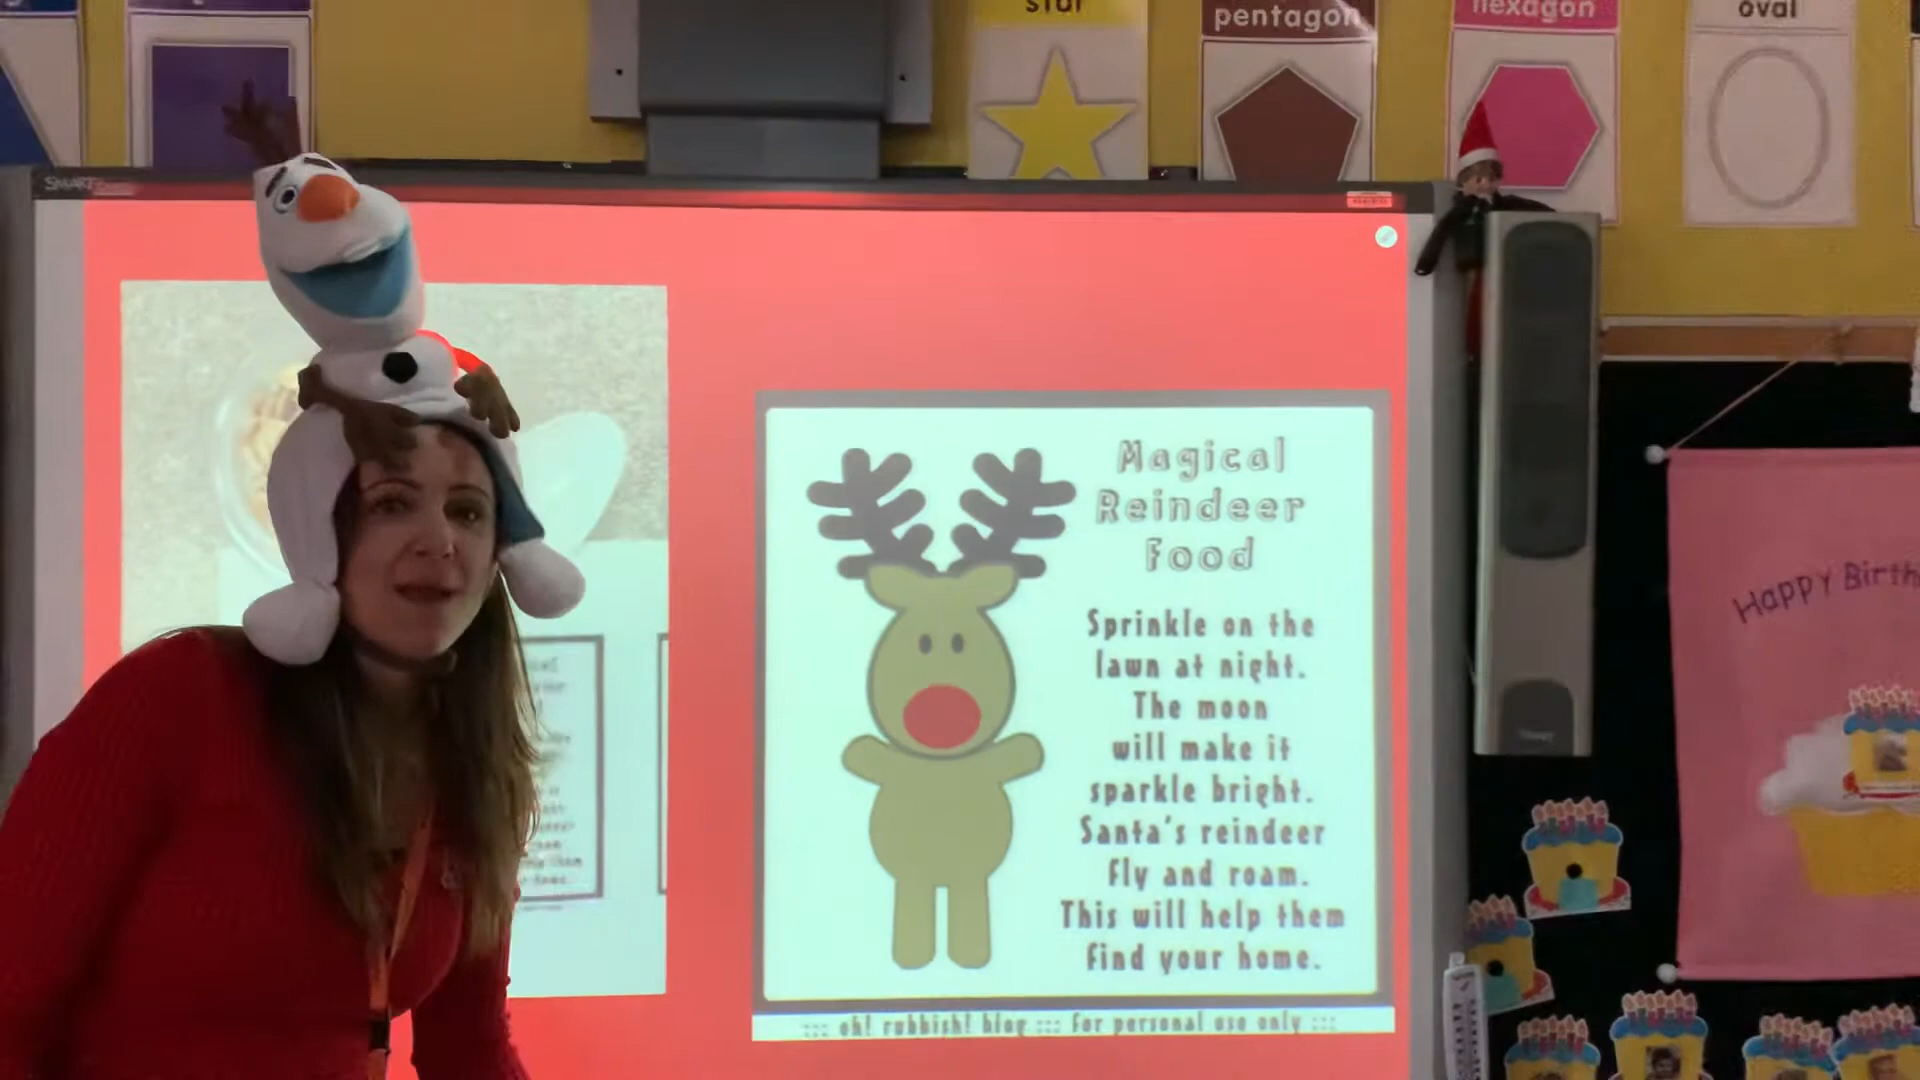 star
pentagon
hexagon
oval
SMART
Magical
Reindeer
Food
Sprinkle on the
lawn at night.
The moon
will make it
sparkle bright.
Santa's reindeer
fly and roam.
This will help them
find your home.
::: oh! rubbish! blog ::: for personal use only :::
Happy Birth